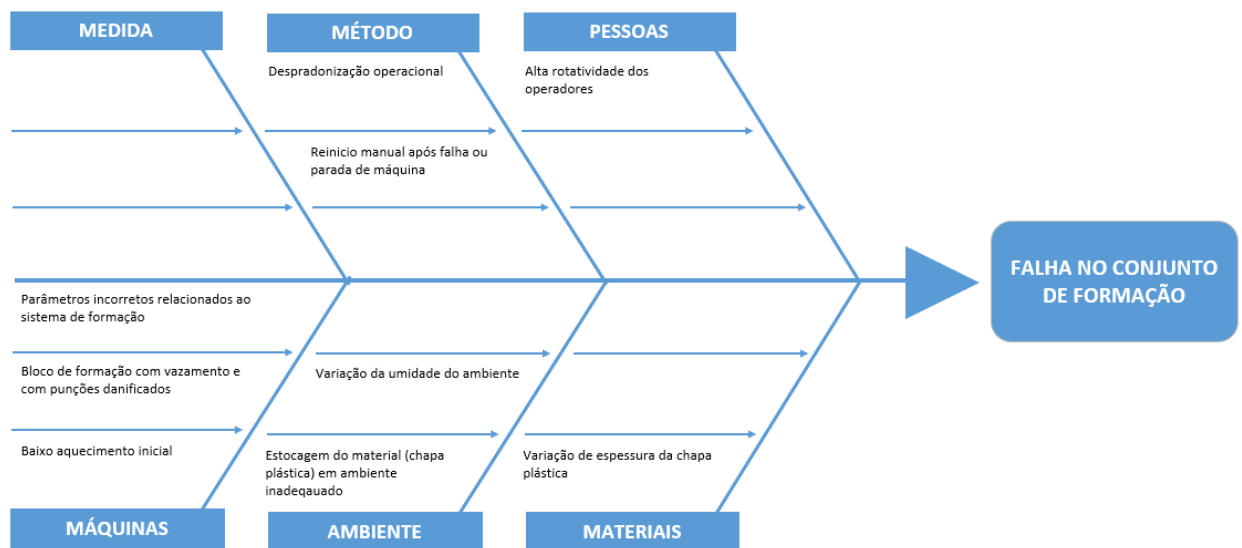 MEDIDA
MÉTODO
PESSOAS
Despradonização operacional
Alta rotatividade dos
operadores
Reinicio manual após falha ou
parada de máquina
FALHA NO CONJUNTO
DE FORMAÇÃO
Parâmetros incorretos relacionados ao
sistema de formação
Bloco de formação com vazamento e
com punções danificados
Variação da umidade do ambiente
Baixo aquecimento inicial
Estocagem do material (chapa
plástica) em ambiente
inadeqauado
Variação de espessura da chapa
plástica
MÁQUINAS
AMBIENTE
MATERIAIS